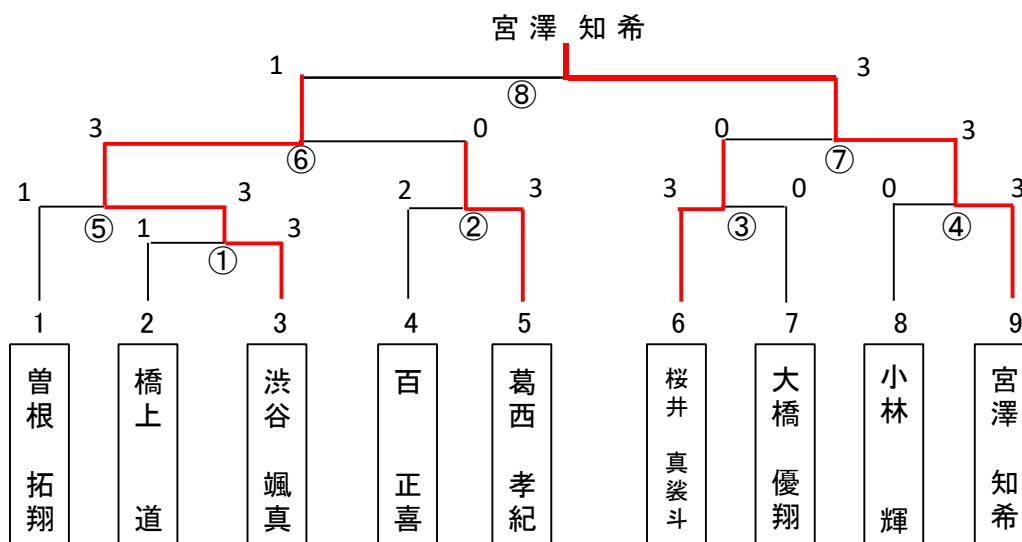 宮澤 知希
1 3
⑧
3 0 0 3
⑥ ⑦
1 3 2 3 3 0 0 3
⑤ ② ③ ④
1 3
①
1 2 3 4 5 6 7 8 9
曽根 拓翔
橋上 道
渋谷 颯真
百 正喜
葛西 孝紀
桜井 真裟斗
大橋 優翔
小林 輝
宮澤 知希